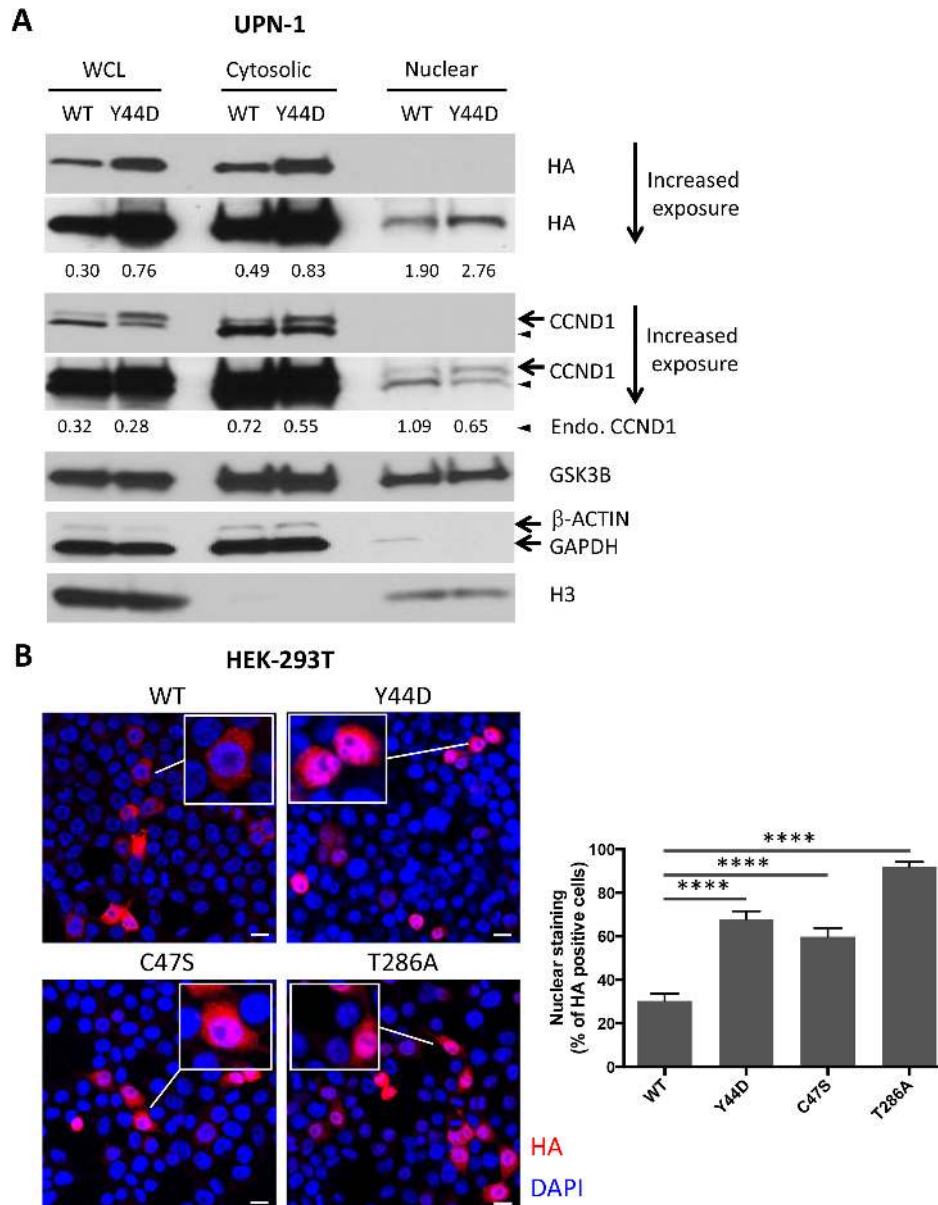 A
UPN-1
WCL Cytosolic Nuclear
WT Y44D WT Y44D WT Y44D
HA
Increased
exposure
HA
0.30 0.76 0.49 0.83 1.90 2.76
CCND1
Increased
exposure
CCND1
0.32 0.28 0.72 0.55 1.09 0.65 Endo. CCND1
GSK3B
β-ACTIN
GAPDH
H3
B
HEK-293T
WT Y44D
C47S T286A
HA
DAPI
Nuclear staining
(% of HA positive cells)
100
80
60
40
20
0
****
****
****
WT Y44D C47S T286A